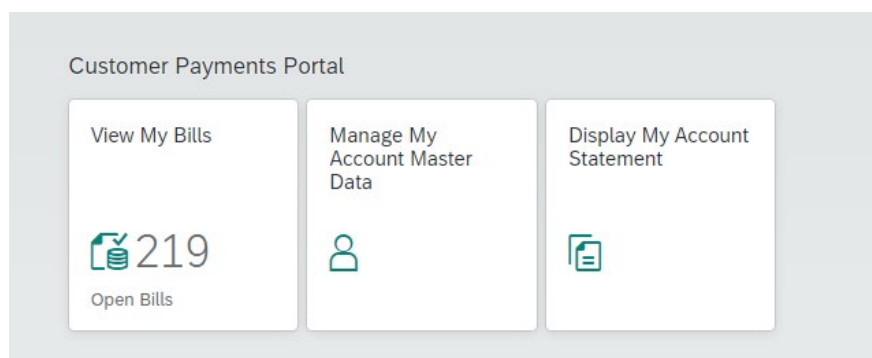 Customer Payments Portal
View My Bills
219
Open Bills
Manage My
Account Master
Data
Display My Account
Statement